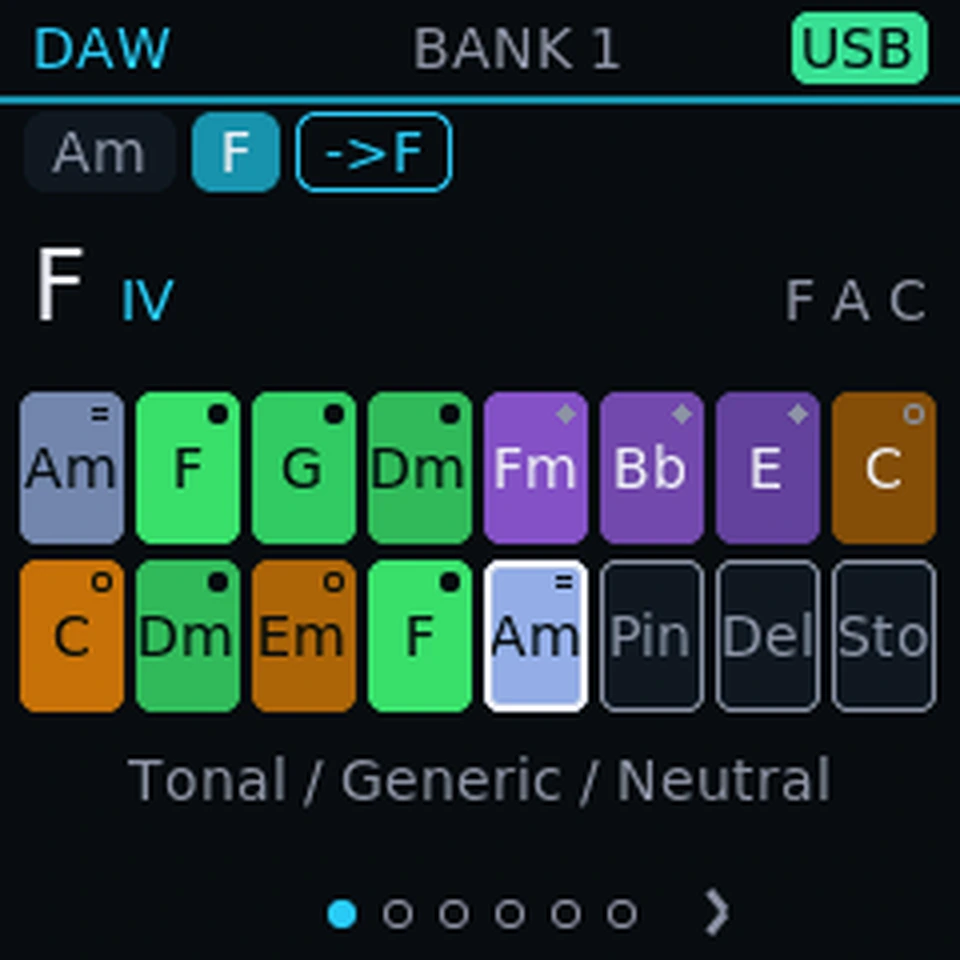 DAW BANK 1 USB
Am F ->F
F IV F A C
Am F G Dm Fm Bb E C
C Dm Em F Am Pin Del Sto
Tonal / Generic / Neutral